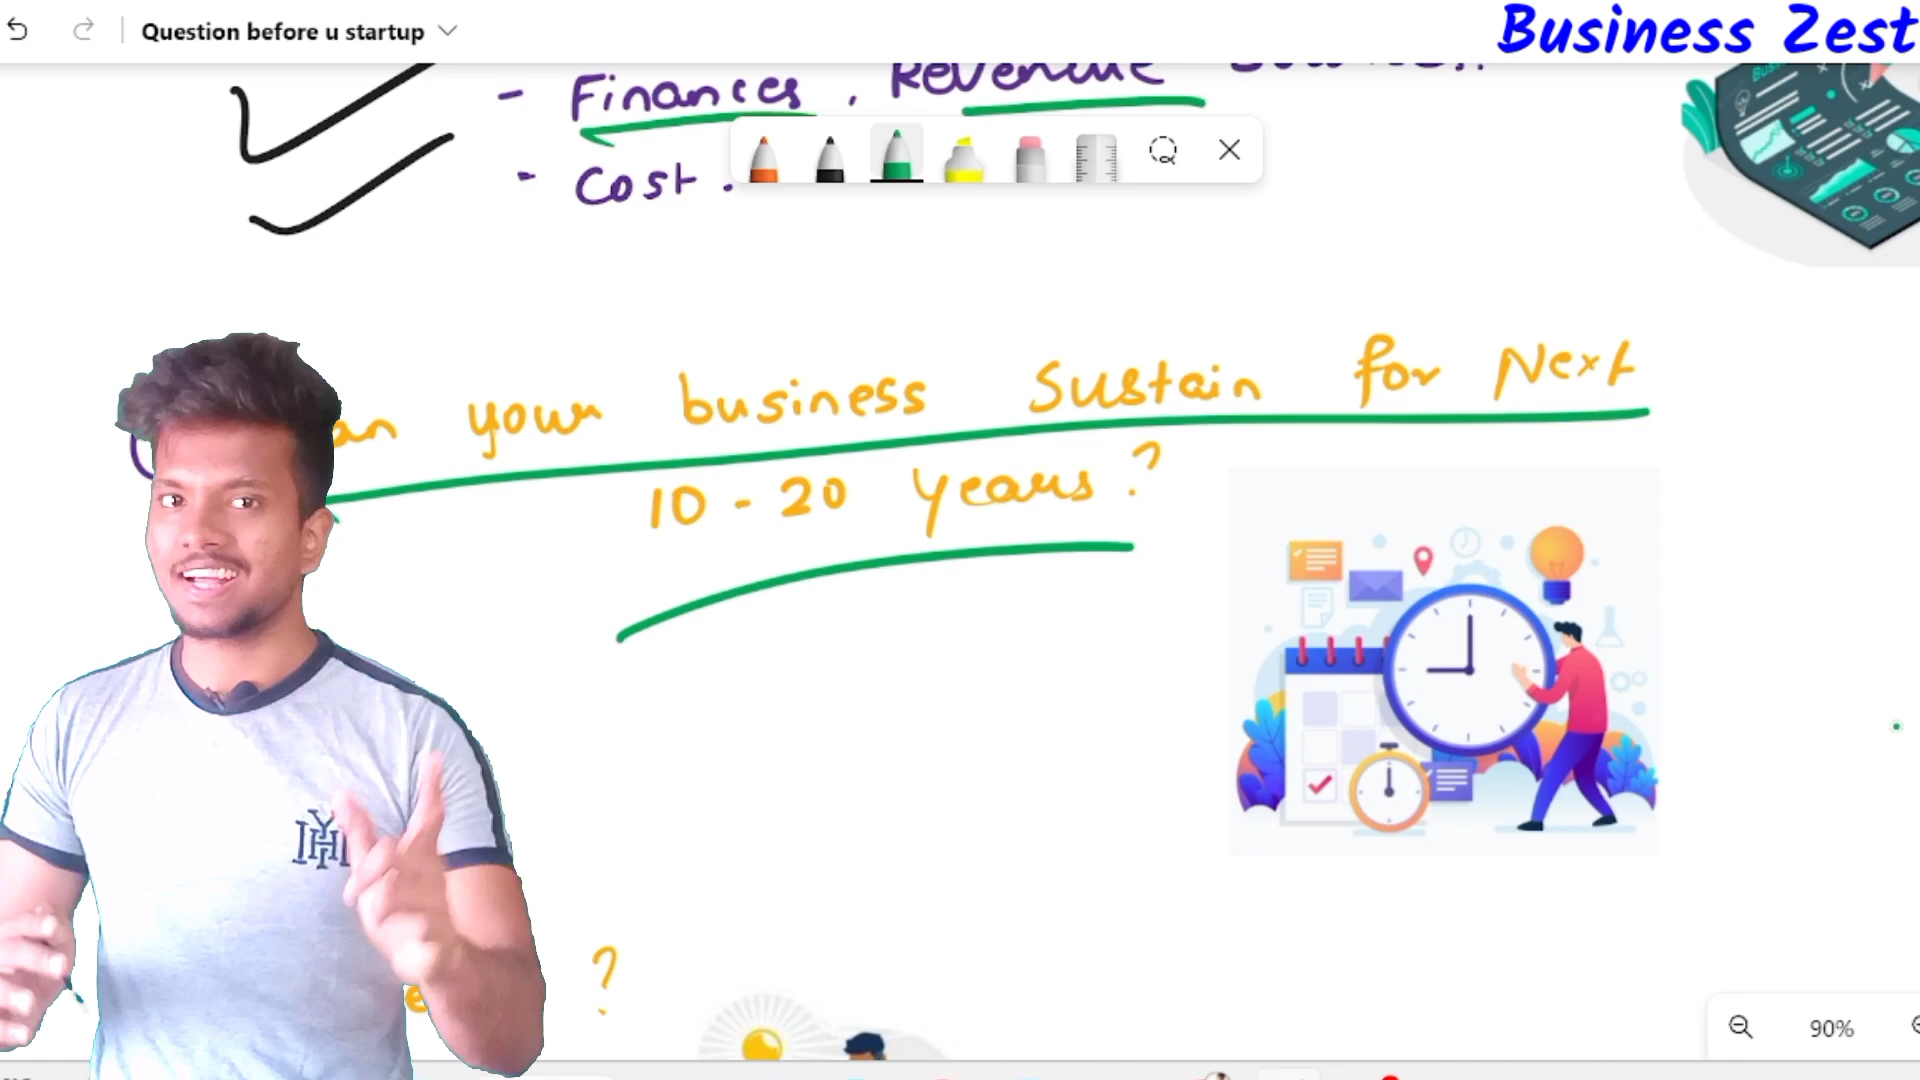 Question before u startup
Business Zest
- Finances, Revenue
- Cost.
your business Sustain for Next
10 - 20 Years?
?
90%